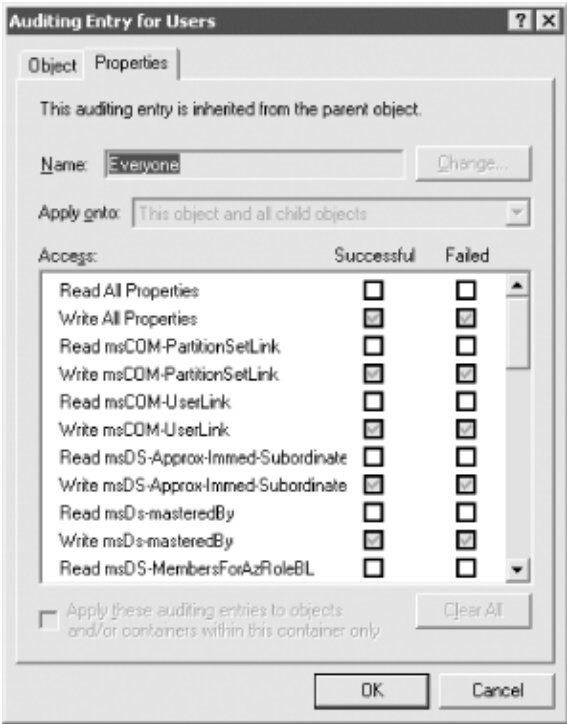 Auditing Entry for Users
Object Properties
This auditing entry is inherited from the parent object.
Name: Everyone Change...
Apply onto: This object and all child objects
Access: Successful Failed
Read All Properties
Write All Properties
Read msCOM-PartitionSetLink
Write msCOM-PartitionSetLink
Read msCOM-UserLink
Write msCOM-UserLink
Read msDS-Approx-Immed-Subordinate
Write msDS-Approx-Immed-Subordinate
Read msDs-masteredBy
Write msDs-masteredBy
Read msDS-MembersForAzRoleBL
Apply these auditing entries to objects
and/or containers within this container only
Clear All
OK Cancel